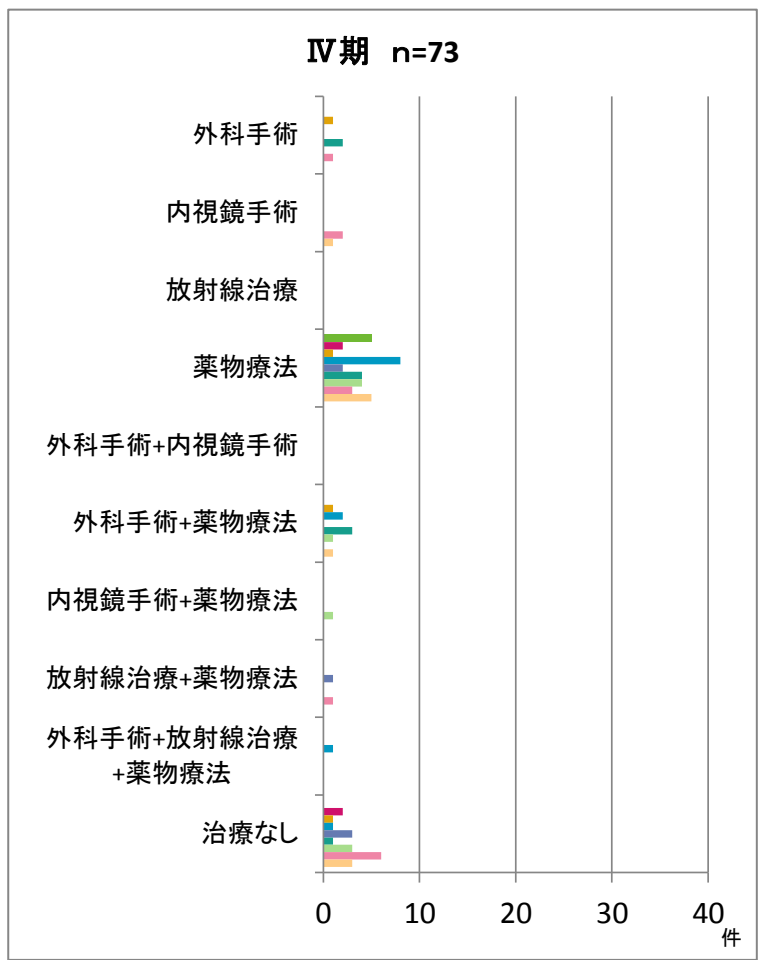 Ⅳ期 n=73
外科手術
内視鏡手術
放射線治療
薬物療法
外科手術+内視鏡手術
外科手術+薬物療法
内視鏡手術+薬物療法
放射線治療+薬物療法
外科手術+放射線治療
+薬物療法
治療なし
0 10 20 30 40
件